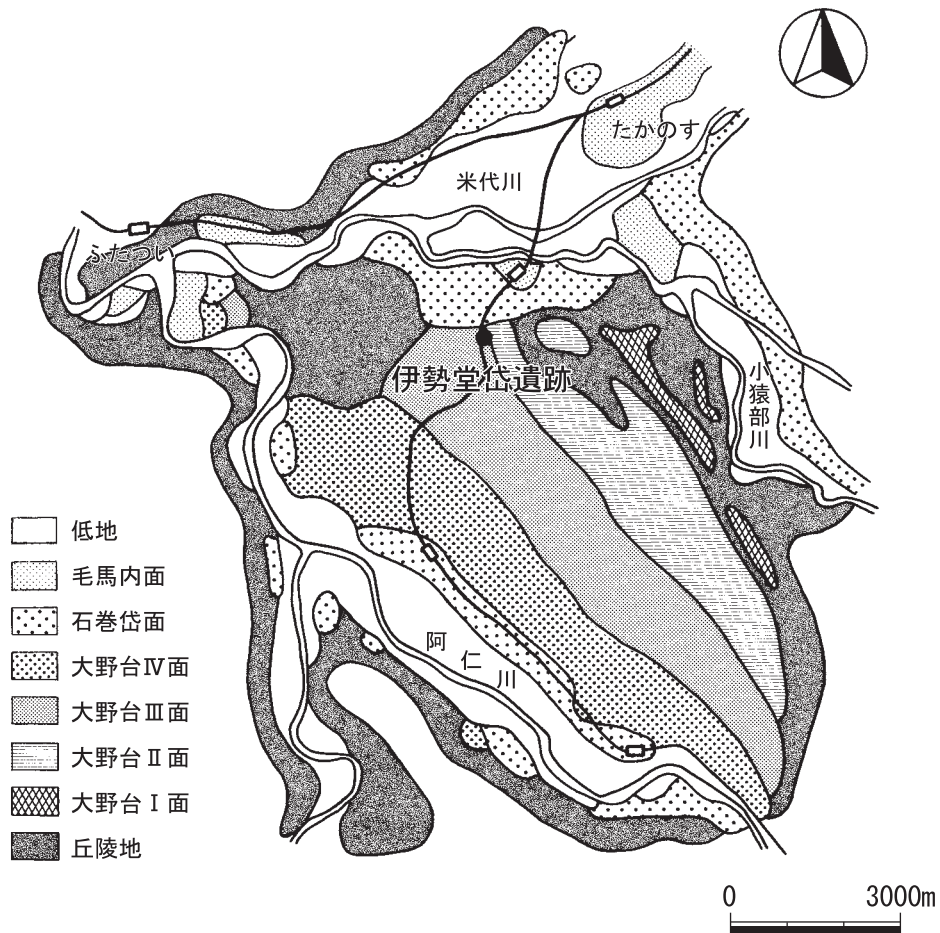 たかのす
米代川
ふたつい
伊勢堂岱遺跡
小猿部川
阿仁川
低地
毛馬内面
石巻岱面
大野台Ⅳ面
大野台Ⅲ面
大野台Ⅱ面
大野台Ⅰ面
丘陵地
0 3000m